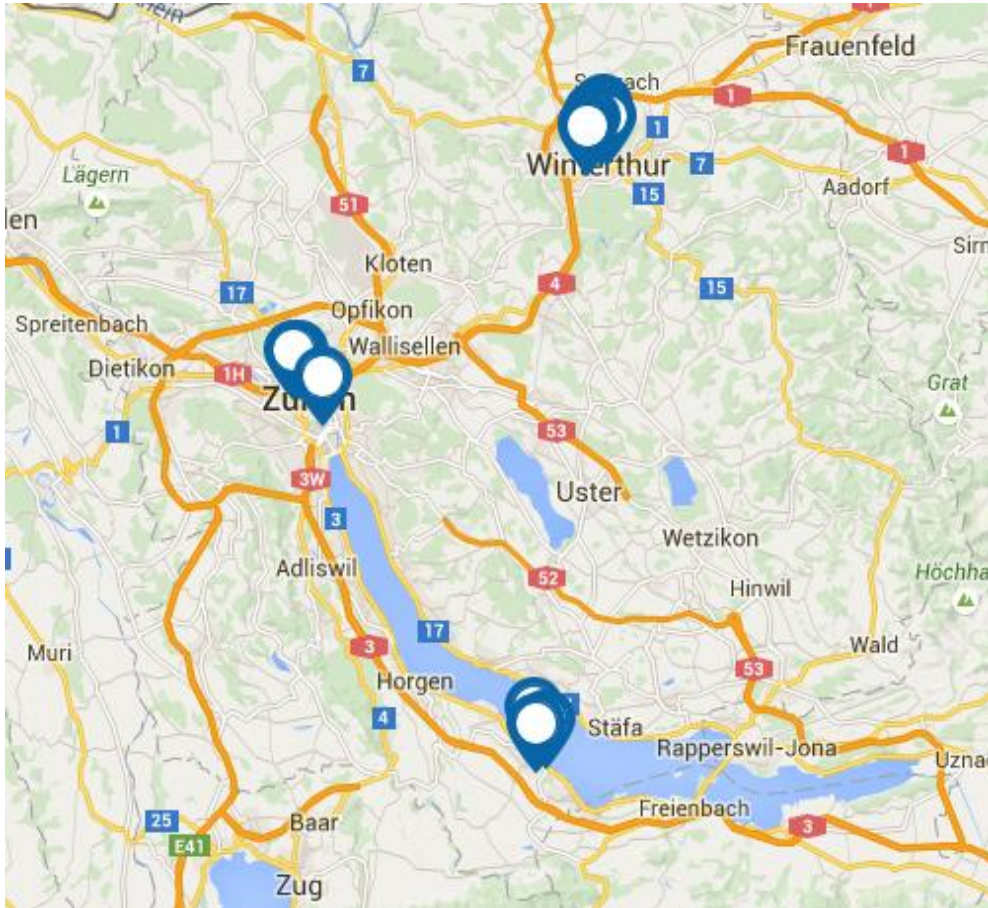 Frauenfeld
1
7
1
Winterthur
1
7
1
15
Aadorf
Lägern
51
Kloten
4
15
17
Opfikon
Spreitenbach
Wallisellen
Dietikon
1H
Grat
Zürich
1
53
3W
Uster
3
Wetzikon
Adliswil
52
Hinwil
17
Wald
Muri
3
53
Horgen
4
Stäfa
Rapperswil-Jona
Freienbach
25
Baar
3
E41
Zug